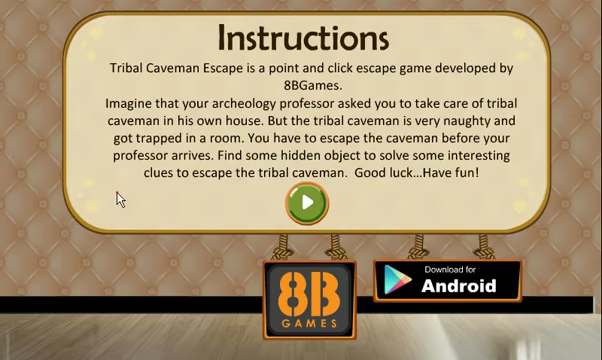 Instructions
Tribal Caveman Escape is a point and click escape game developed by
8BGames.
Imagine that your archeology professor asked you to take care of tribal
caveman in his own house. But the tribal caveman is very naughty and
got trapped in a room. You have to escape the caveman before your
professor arrives. Find some hidden object to solve some interesting
clues to escape the tribal caveman.  Good luck...Have fun!
8B
GAMES
Download for
Android